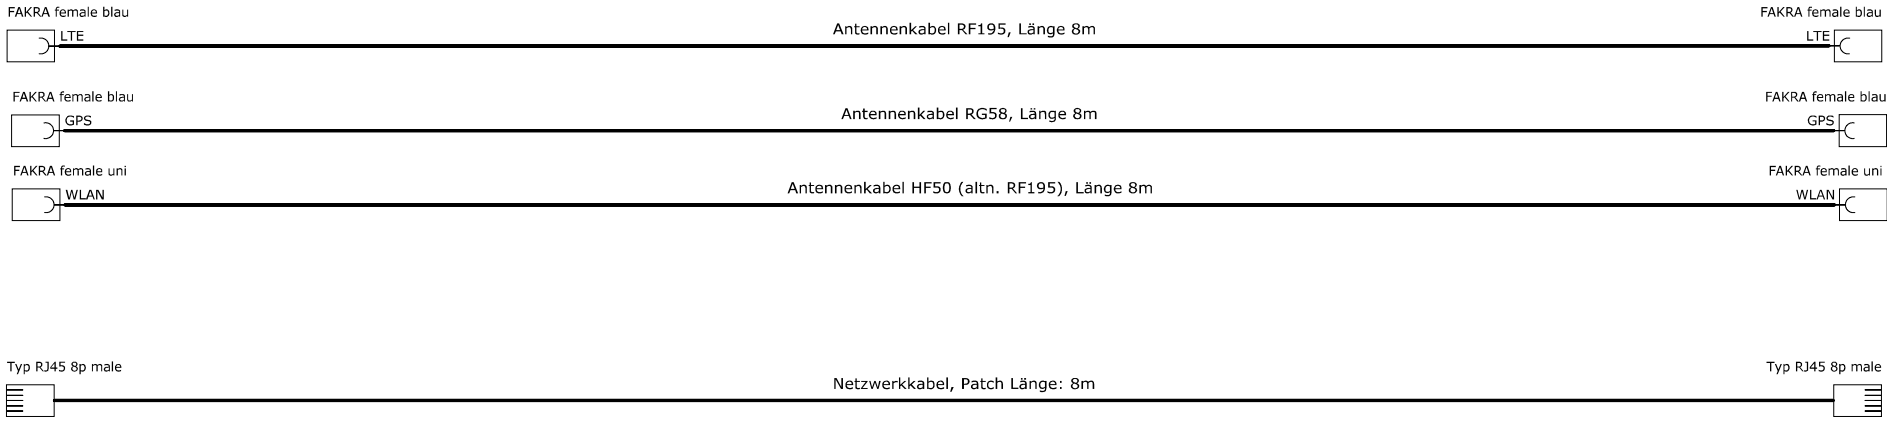 FAKRA female blau
FAKRA female blau
Antennenkabel RF195, Länge 8m
LTE
LTE
FAKRA female blau
FAKRA female blau
Antennenkabel RG58, Länge 8m
GPS
GPS
FAKRA female uni
FAKRA female uni
Antennenkabel HF50 (altn. RF195), Länge 8m
WLAN
WLAN
Typ RJ45 8p male
Typ RJ45 8p male
Netzwerkkabel, Patch Länge: 8m